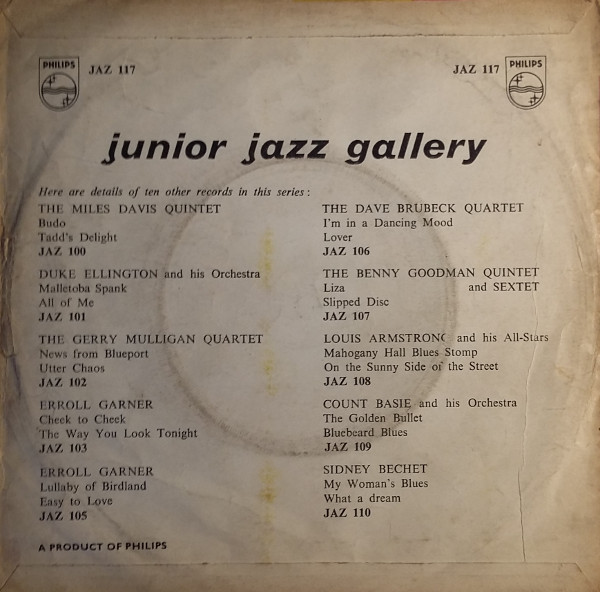 PHILIPS
JAZ 117
JAZ 117
PHILIPS
junior jazz gallery
Here are details of ten other records in this series :
THE MILES DAVIS QUINTET
Budo
Tadd's Delight
JAZ 100
DUKE ELLINGTON and his Orchestra
Malletoba Spank
All of Me
JAZ 101
THE GERRY MULLIGAN QUARTET
News from Blueport
Utter Chaos
JAZ 102
ERROLL GARNER
Cheek to Cheek
The Way You Look Tonight
JAZ 103
ERROLL GARNER
Lullaby of Birdland
Easy to Love
JAZ 105
THE DAVE BRUBECK QUARTET
I'm in a Dancing Mood
Lover
JAZ 106
THE BENNY GOODMAN QUINTET
Liza and SEXTET
Slipped Disc
JAZ 107
LOUIS ARMSTRONG and his All-Stars
Mahogany Hall Blues Stomp
On the Sunny Side of the Street
JAZ 108
COUNT BASIE and his Orchestra
The Golden Bullet
Bluebeard Blues
JAZ 109
SIDNEY BECHET
My Woman's Blues
What a dream
JAZ 110
A PRODUCT OF PHILIPS